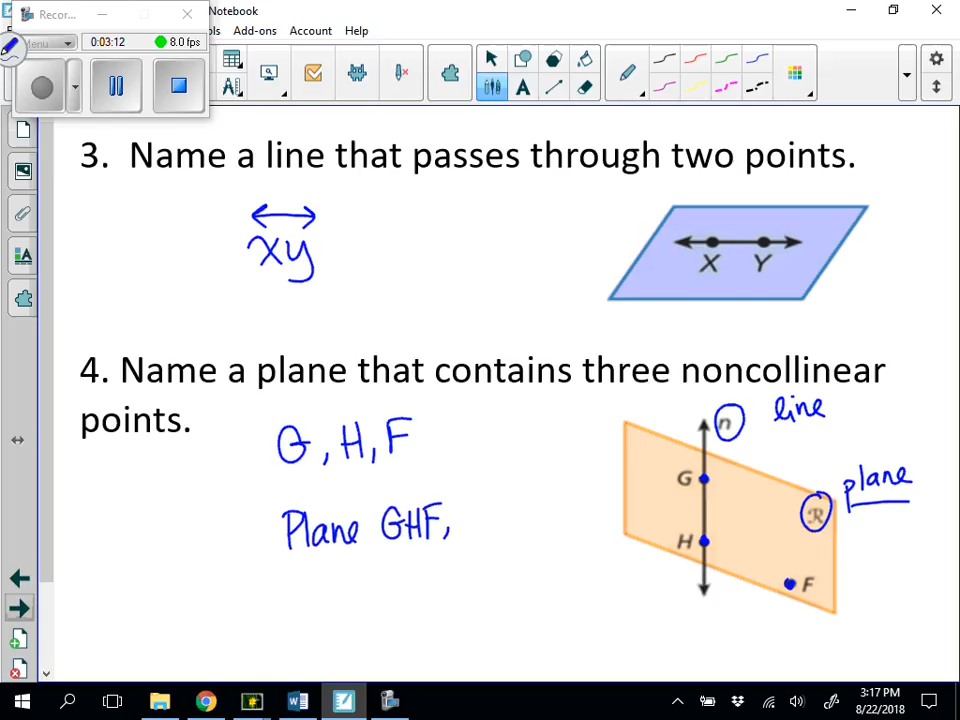 Recor...
Notebook
Menu
0:03:12
8.0 fps
ols Add-ons Account Help
3. Name a line that passes through two points.
xy
X Y
4. Name a plane that contains three noncollinear
points.
G, H, F
Plane GHF,
n line
G
plane
R
H
F
3:17 PM
8/22/2018